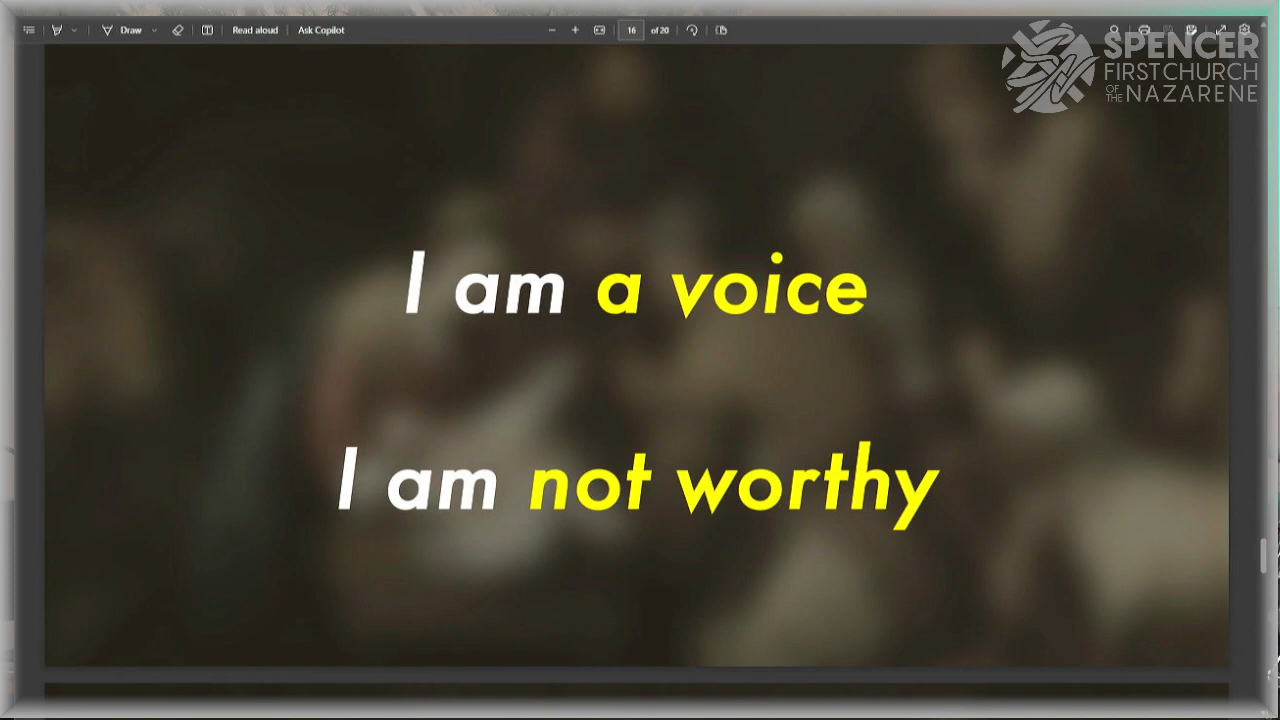 Draw
Read aloud
Ask Copilot
16
of 20
SPENCER
FIRST CHURCH
OF THE NAZARENE
I am a voice
I am not worthy